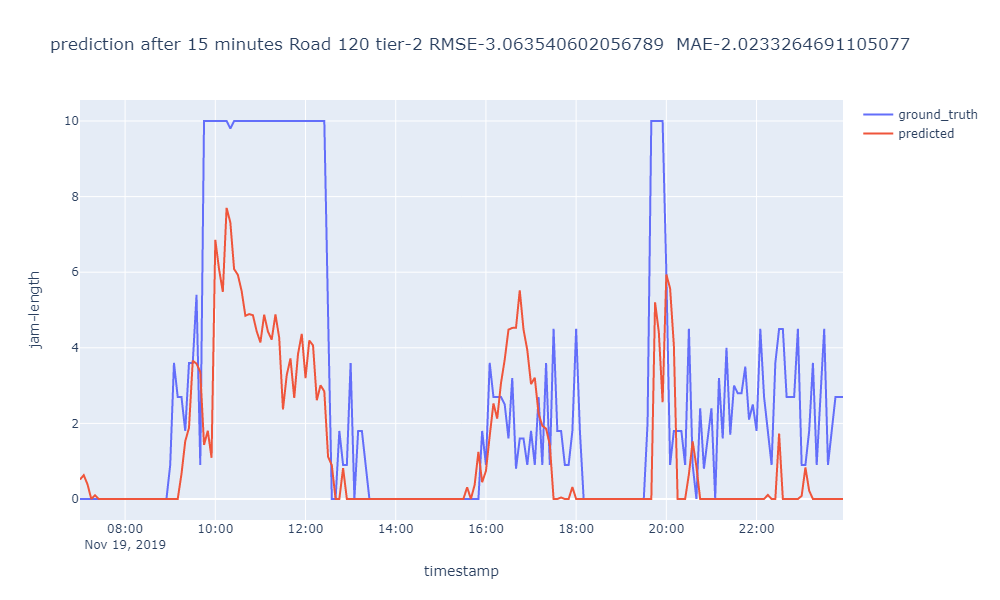 prediction after 15 minutes Road 120 tier-2 RMSE-3.063540602056789  MAE-2.0233264691105077
ground_truth
predicted
10
8
6
4
2
0
jam-length
08:00 10:00 12:00 14:00 16:00 18:00 20:00 22:00
Nov 19, 2019
timestamp